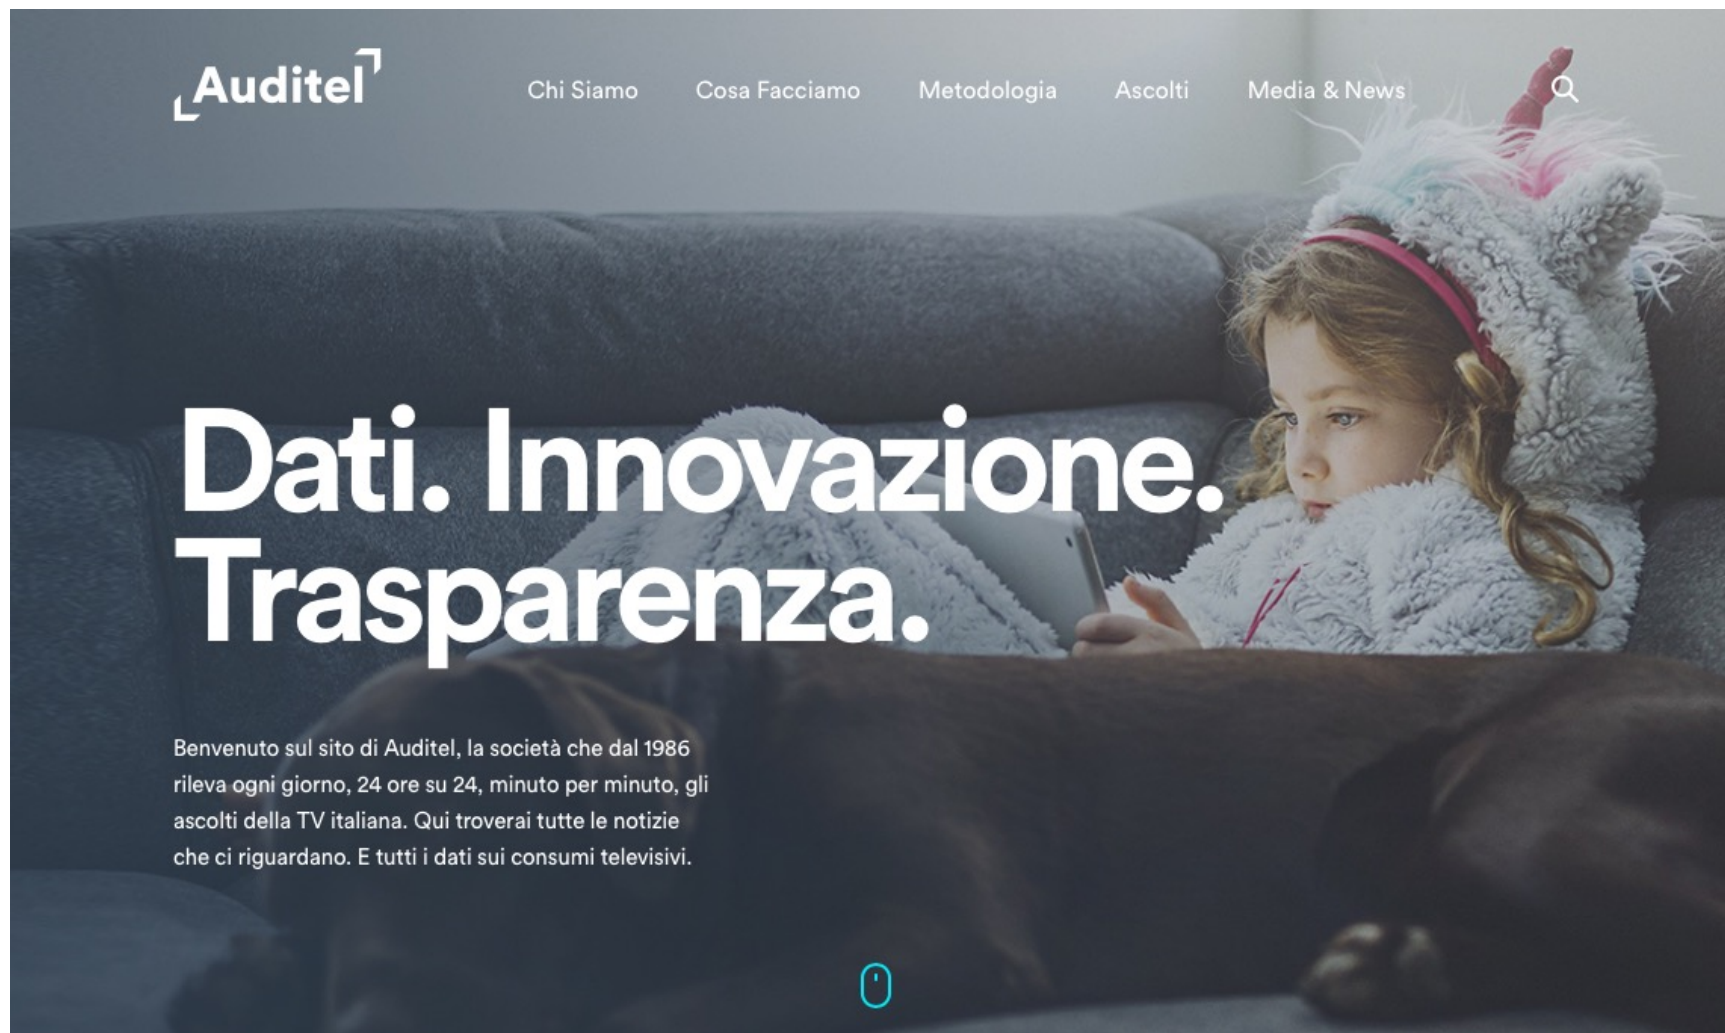 Auditel
Chi Siamo
Cosa Facciamo
Metodologia
Ascolti
Media & News
Dati. Innovazione.
Trasparenza.
Benvenuto sul sito di Auditel, la società che dal 1986
rileva ogni giorno, 24 ore su 24, minuto per minuto, gli
ascolti della TV italiana. Qui troverai tutte le notizie
che ci riguardano. E tutti i dati sui consumi televisivi.